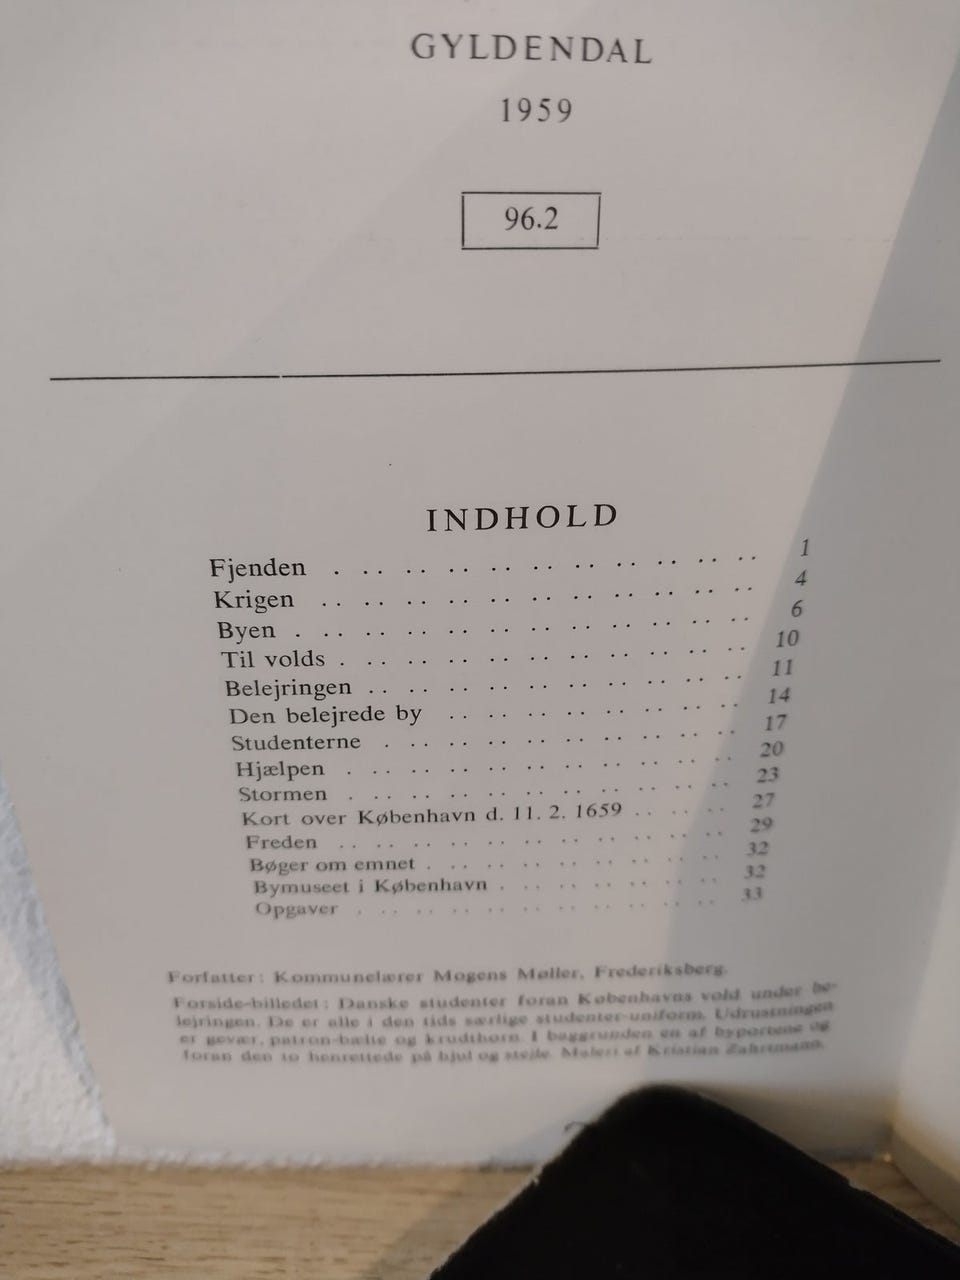 GYLDENDAL
1959
96.2
INDHOLD
Fjenden . . . . . . . . . . . . . . . . . . . 1
Krigen . . . . . . . . . . . . . . . . . . . 4
Byen . . . . . . . . . . . . . . . . . . . . 6
Til volds . . . . . . . . . . . . . . . . . . 10
Belejringen . . . . . . . . . . . . . . . . . 11
Den belejrede by . . . . . . . . . . . . . . 14
Studenterne . . . . . . . . . . . . . . . . . 17
Hjælpen . . . . . . . . . . . . . . . . . . 20
Stormen . . . . . . . . . . . . . . . . . . 23
Kort over København d. 11. 2. 1659 . . . . . . 27
Freden . . . . . . . . . . . . . . . . . . . 29
Bøger om emnet . . . . . . . . . . . . . . . 32
Bymuseet i København . . . . . . . . . . . . 32
Opgaver . . . . . . . . . . . . . . . . . . 33
Forfatter: Kommunelærer Mogens Møller, Frederiksberg.
Forside-billedet: Danske studenter foran Københavns vold under be-
lejringen. De er alle i den tids særlige studenter-uniform. Udrustningen
er gevær, patron-bælte og krudthorn. I baggrunden en af byportene og
foran den to henrettede på hjul og stejle. Maleri af Kristian Zahrtmann.